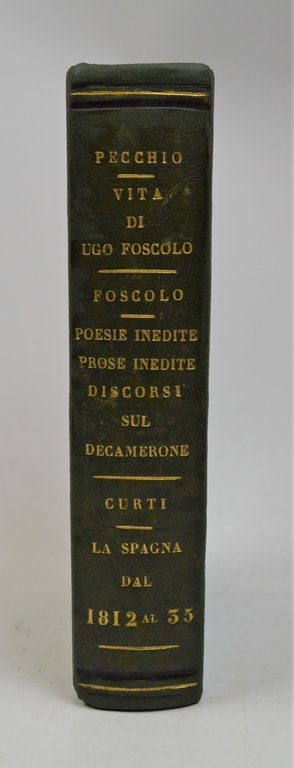 PECCHIO
VITA
DI
UGO FOSCOLO
FOSCOLO
POESIE INEDITE
PROSE INEDITE
DISCORSI
SUL
DECAMERONE
CURTI
LA SPAGNA
DAL
1812 AL 35